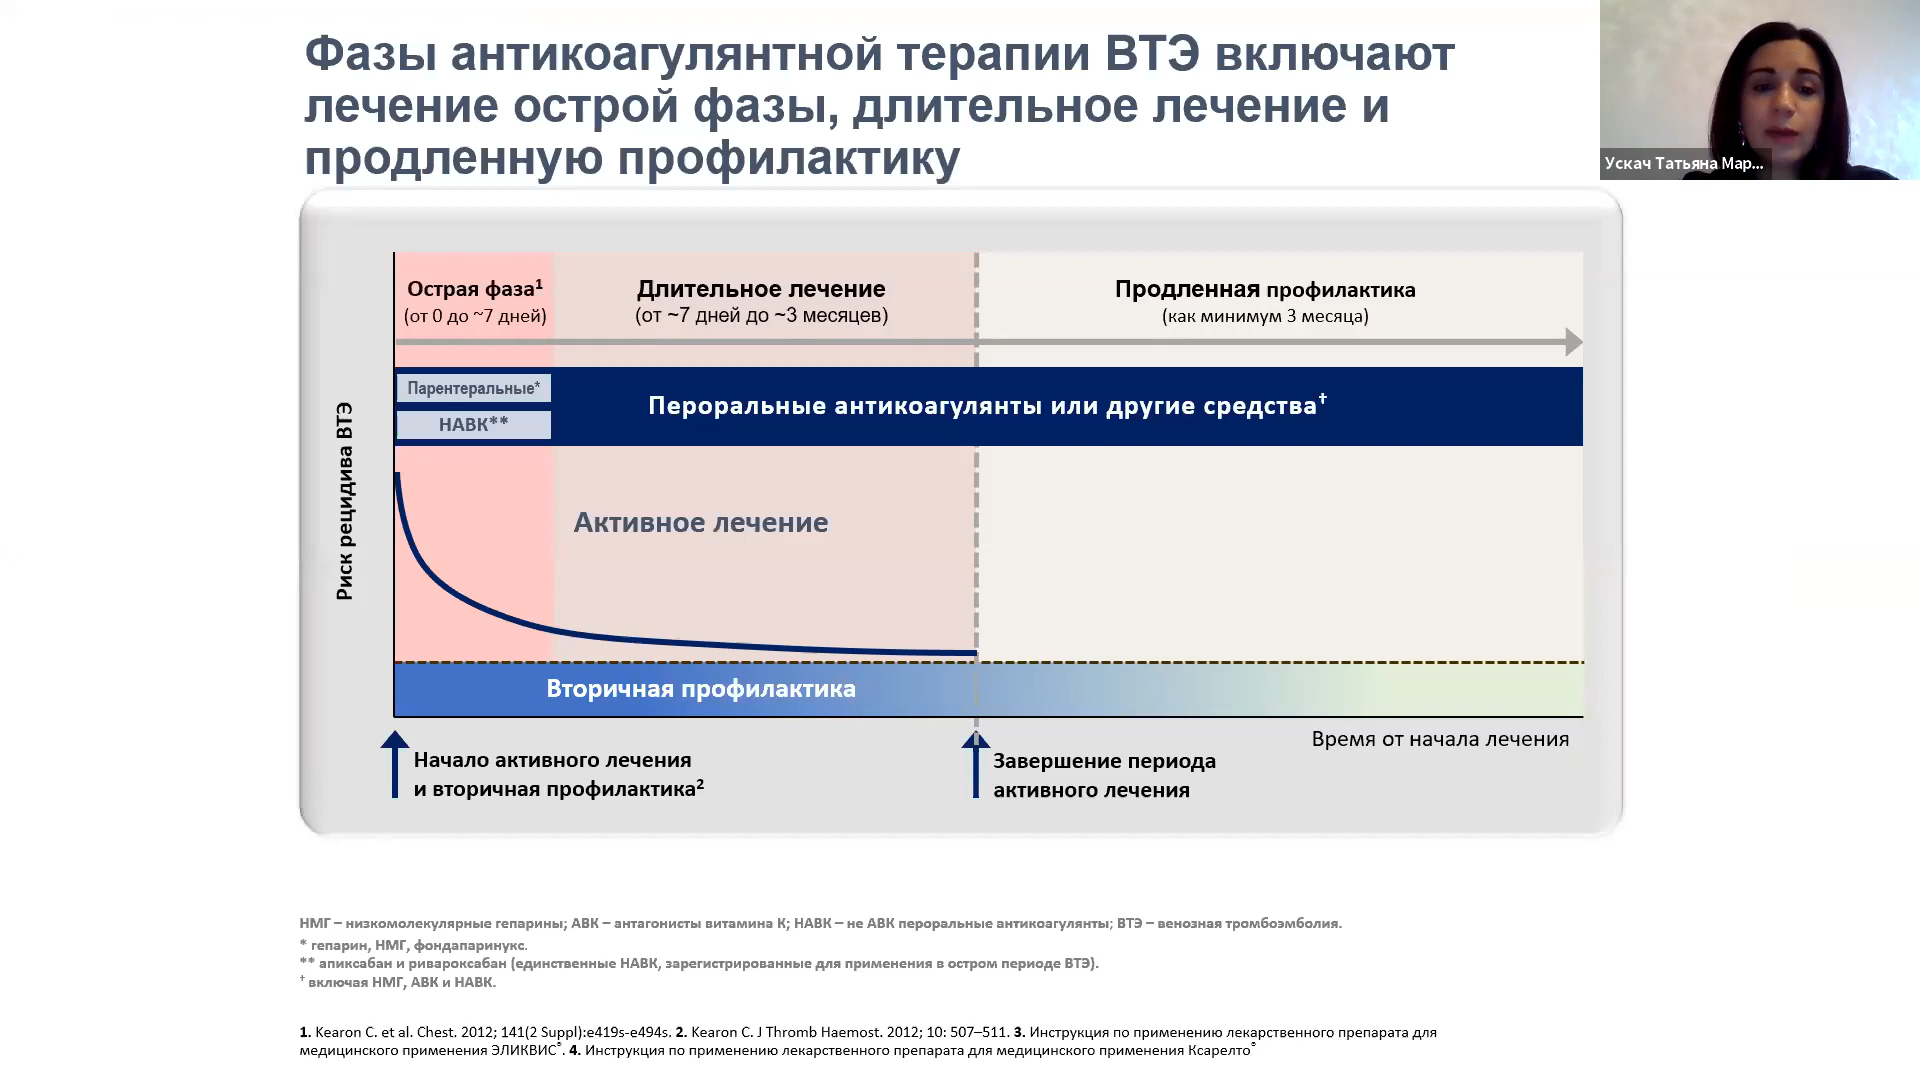 Фазы антикоагулянтной терапии ВТЭ включают
лечение острой фазы, длительное лечение и
продленную профилактику
Ускач Татьяна Мар...
Острая фаза¹
(от 0 до ~7 дней)
Длительное лечение
(от ~7 дней до ~3 месяцев)
Продленная профилактика
(как минимум 3 месяца)
Парентеральные*
НАВК**
Пероральные антикоагулянты или другие средства†
Риск рецидива ВТЭ
Активное лечение
Вторичная профилактика
Время от начала лечения
Начало активного лечения
и вторичная профилактика²
Завершение периода
активного лечения
НМГ – низкомолекулярные гепарины; АВК – антагонисты витамина К; НАВК – не АВК пероральные антикоагулянты; ВТЭ – венозная тромбоэмболия.
* гепарин, НМГ, фондапаринукс.
** апиксабан и ривароксабан (единственные НАВК, зарегистрированные для применения в остром периоде ВТЭ).
† включая НМГ, АВК и НАВК.
1. Kearon C. et al. Chest. 2012; 141(2 Suppl):e419s-e494s. 2. Kearon C. J Thromb Haemost. 2012; 10: 507–511. 3. Инструкция по применению лекарственного препарата для
медицинского применения ЭЛИКВИС®. 4. Инструкция по применению лекарственного препарата для медицинского применения Ксарелто®